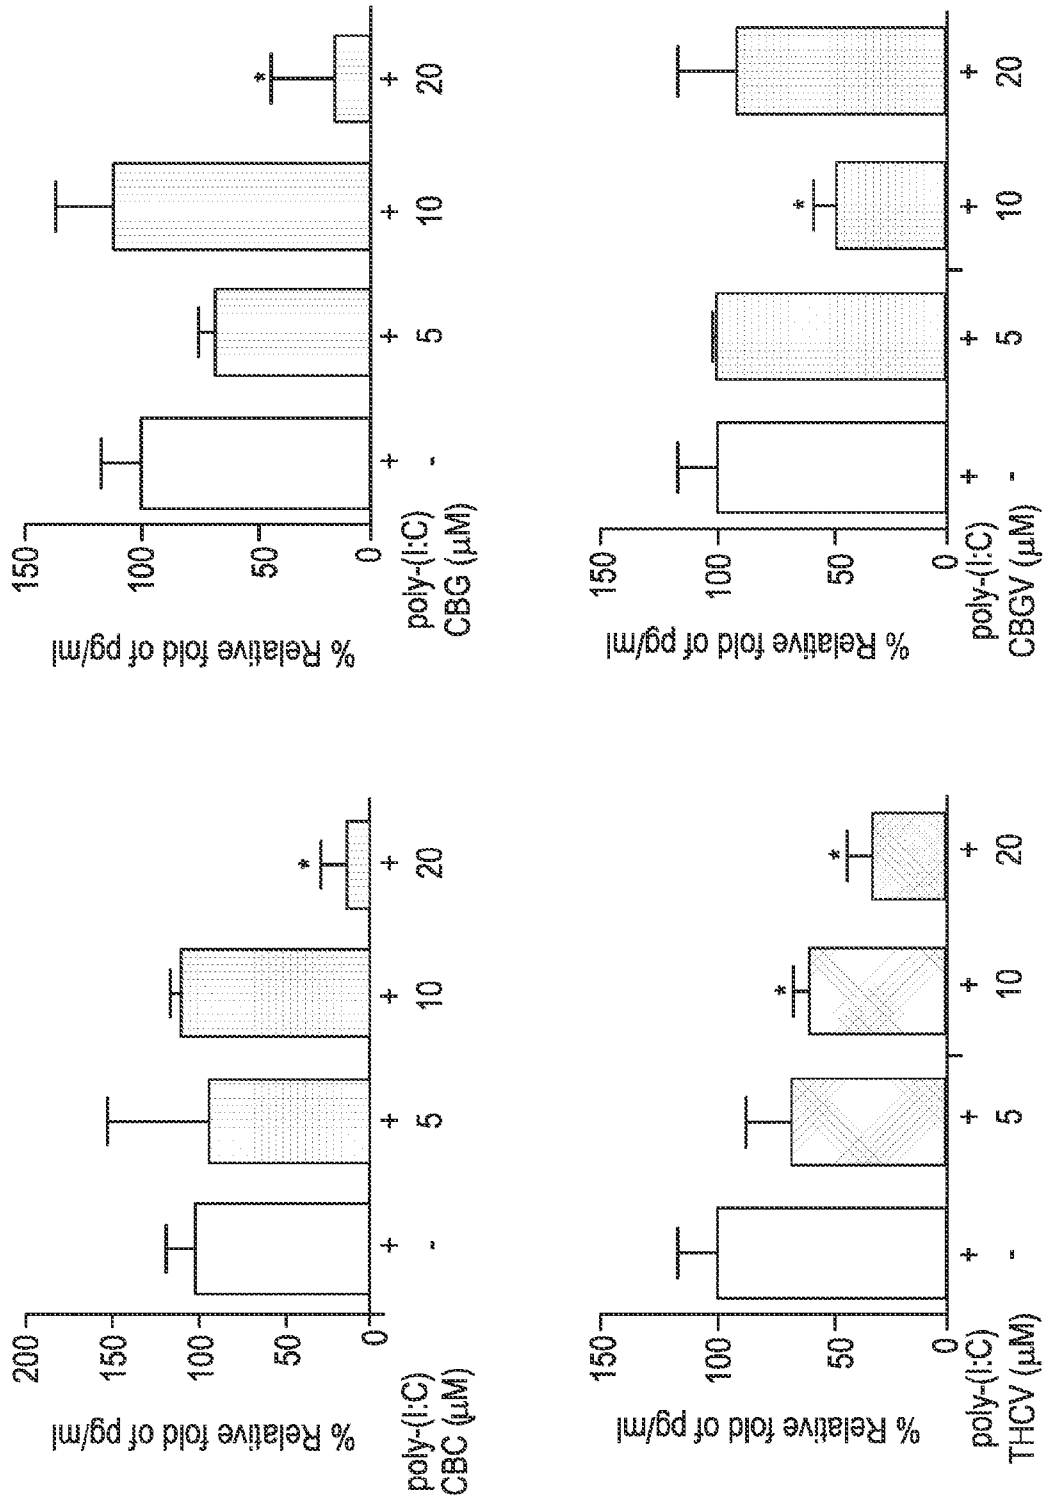 % Relative fold of pg/ml
200
150
100
50
0
*
poly-(I:C) + + + +
CBC (μM) - 5 10 20
% Relative fold of pg/ml
150
100
50
0
*
poly-(I:C) + + + +
CBG (μM) - 5 10 20
% Relative fold of pg/ml
150
100
50
0
* *
poly-(I:C) + + + +
THCV (μM) - 5 10 20
% Relative fold of pg/ml
150
100
50
0
*
poly-(I:C) + + + +
CBGV (μM) - 5 10 20